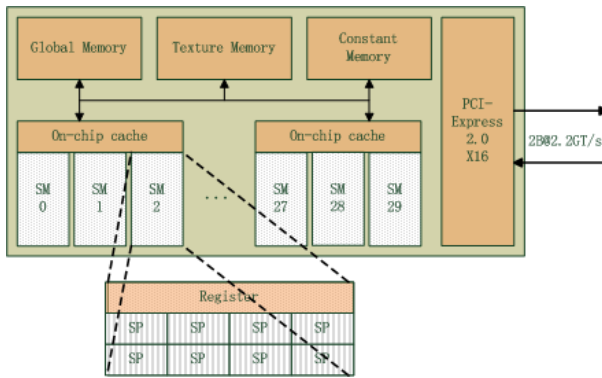 Global Memory
Texture Memory
Constant
Memory
PCI-
Express
2.0
X16
2B@2.2GT/s
On-chip cache
On-chip cache
SM
0
SM
1
SM
2
...
SM
27
SM
28
SM
29
Register
SP SP SP SP
SP SP SP SP